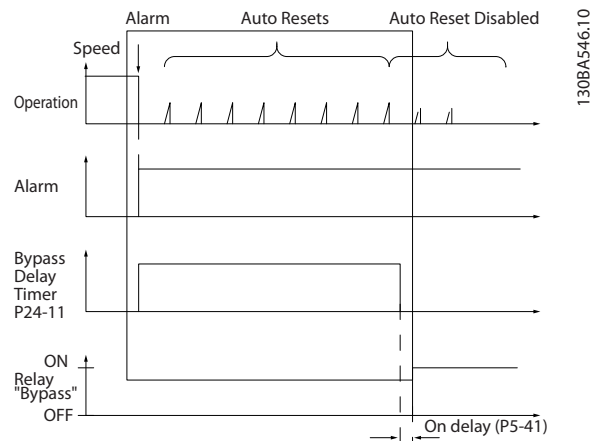 Alarm Auto Resets Auto Reset Disabled
Speed
Operation
Alarm
Bypass
Delay
Timer
P24-11
ON
Relay
"Bypass"
OFF
On delay (P5-41)
130BA546.10